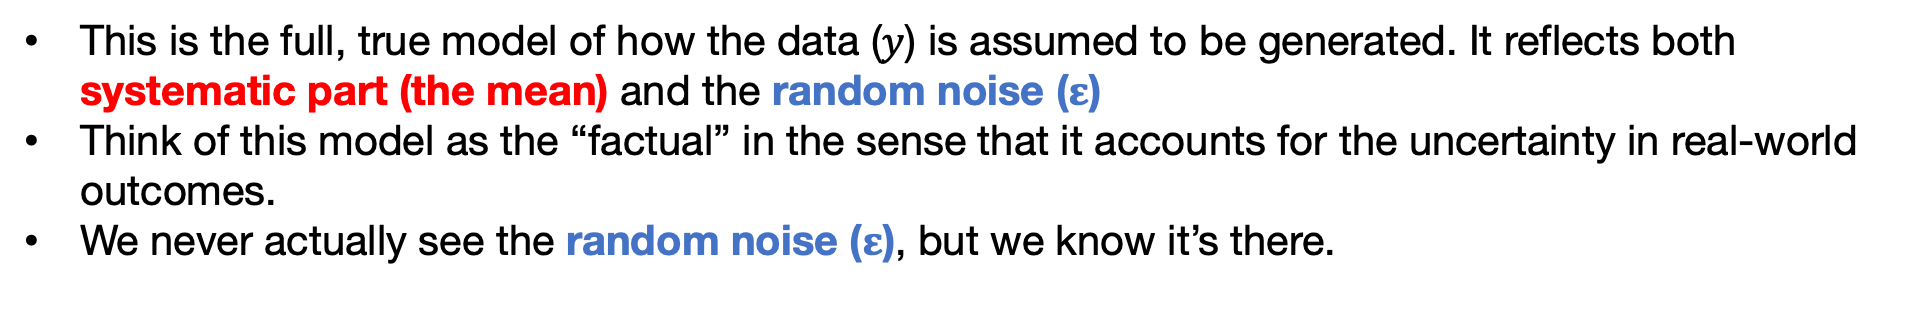 • This is the full, true model of how the data (y) is assumed to be generated. It reflects both
systematic part (the mean) and the random noise (ε)
• Think of this model as the “factual” in the sense that it accounts for the uncertainty in real-world
outcomes.
• We never actually see the random noise (ε), but we know it’s there.